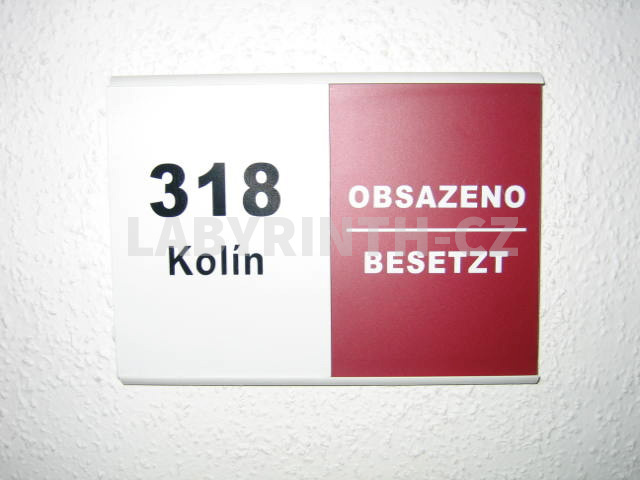 318
Kolín
OBSAZENO
BESETZT
LABYRINTH-CZ